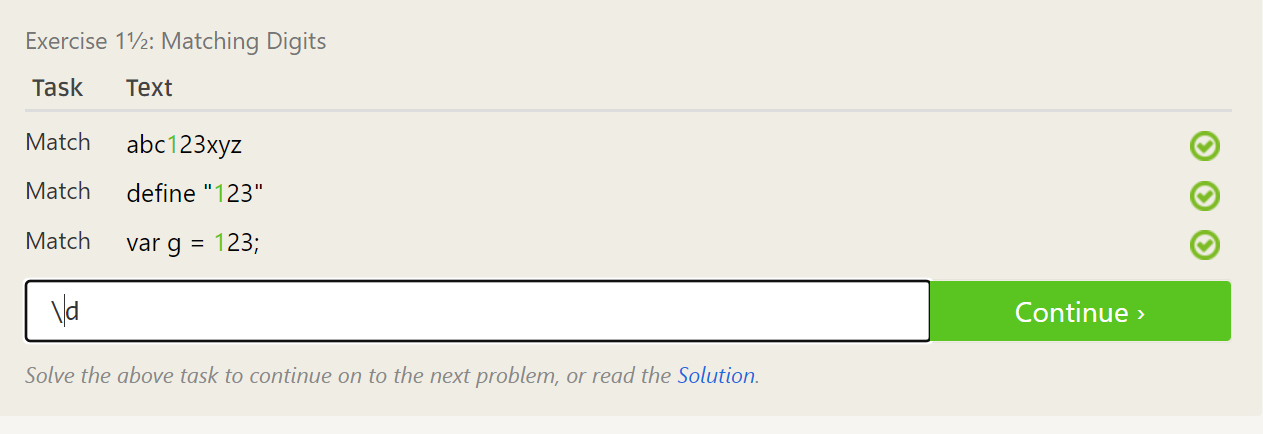 Exercise 1½: Matching Digits
Task Text
Match abc123xyz
Match define "123"
Match var g = 123;
\d Continue ›
Solve the above task to continue on to the next problem, or read the Solution.